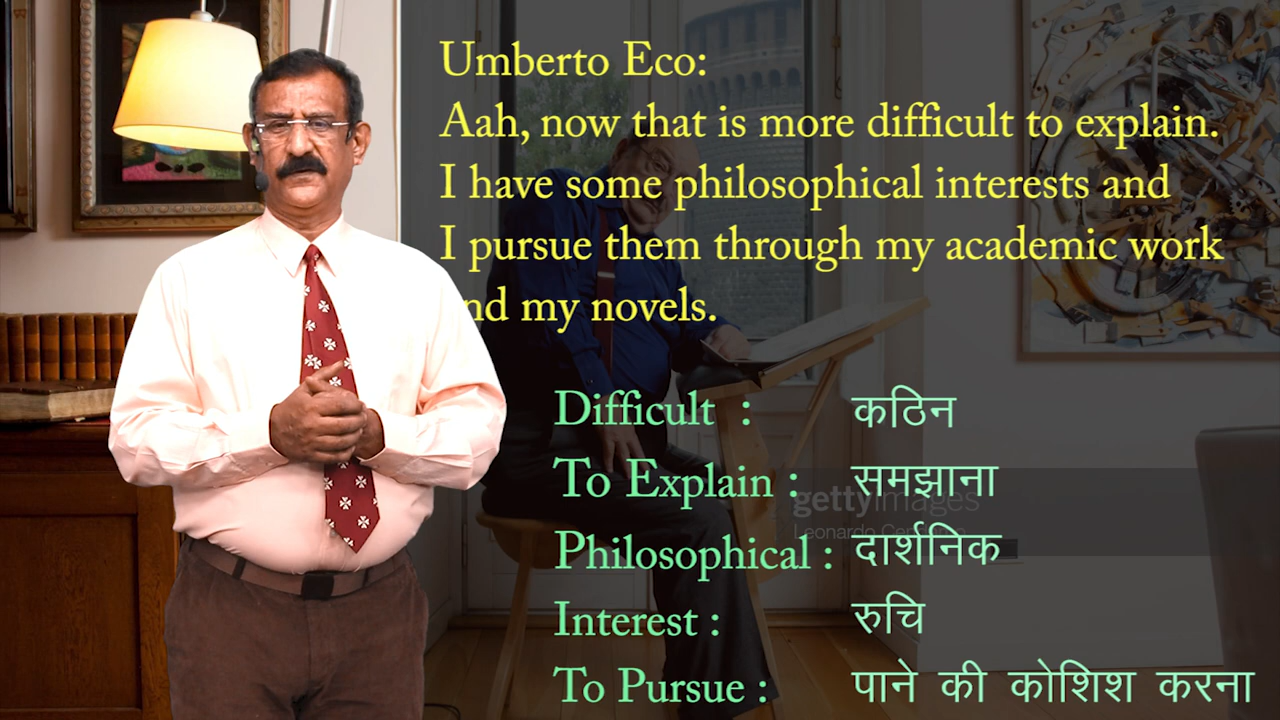 Umberto Eco:
Aah, now that is more difficult to explain.
I have some philosophical interests and
I pursue them through my academic work
nd my novels.
Difficult : कठिन
To Explain : समझाना
gettyimages
Philosophical : दार्शनिक
Interest : रुचि
To Pursue : पाने की कोशिश करना